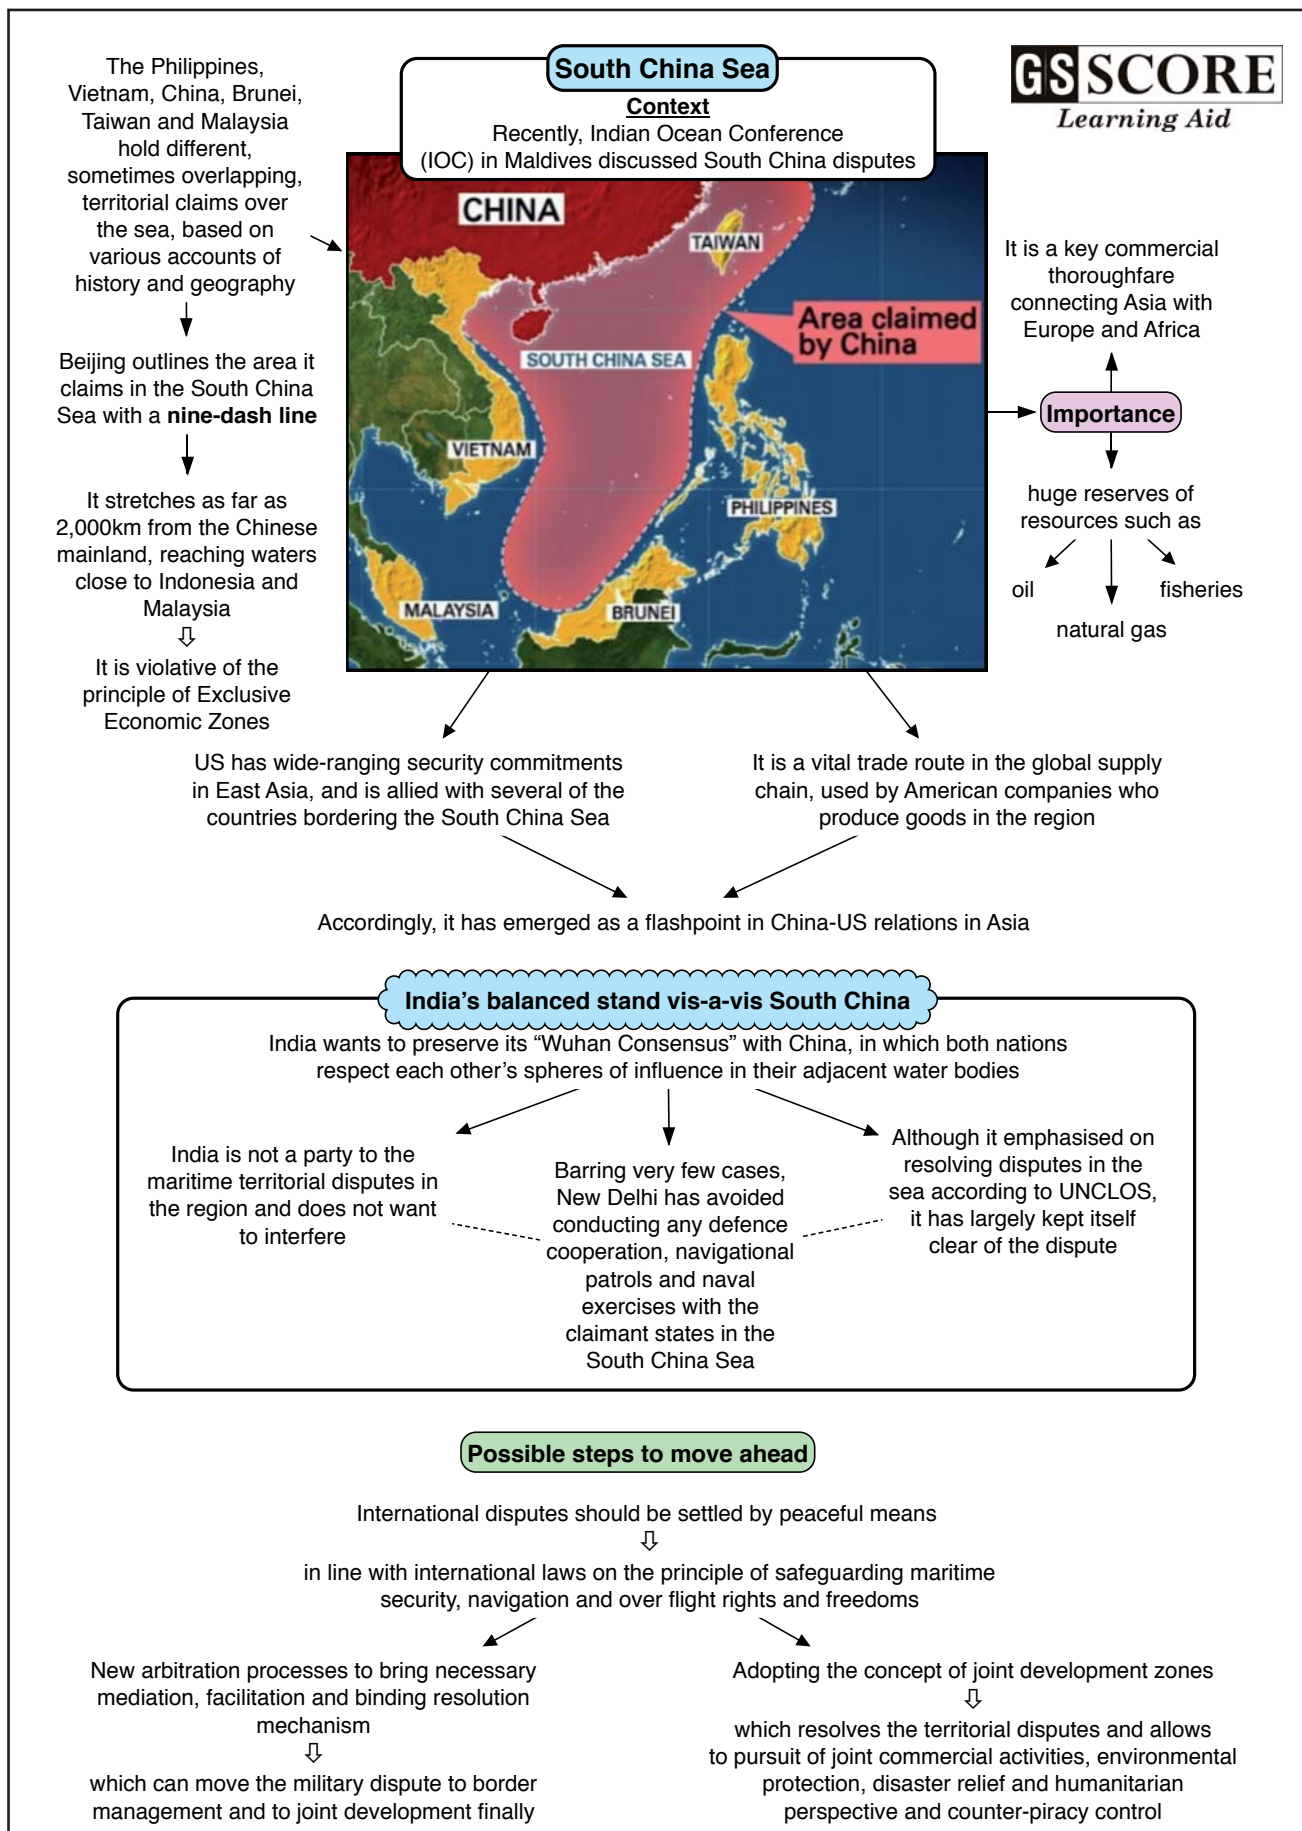 South China Sea
Context
Recently, Indian Ocean Conference
(IOC) in Maldives discussed South China disputes
GS SCORE
Learning Aid
The Philippines,
Vietnam, China, Brunei,
Taiwan and Malaysia
hold different,
sometimes overlapping,
territorial claims over
the sea, based on
various accounts of
history and geography
Beijing outlines the area it
claims in the South China
Sea with a nine-dash line
It stretches as far as
2,000km from the Chinese
mainland, reaching waters
close to Indonesia and
Malaysia
It is violative of the
principle of Exclusive
Economic Zones
CHINA
TAIWAN
Area claimed
by China
SOUTH CHINA SEA
VIETNAM
PHILIPPINES
MALAYSIA
BRUNEI
It is a key commercial
thoroughfare
connecting Asia with
Europe and Africa
Importance
huge reserves of
resources such as
oil
fisheries
natural gas
US has wide-ranging security commitments
in East Asia, and is allied with several of the
countries bordering the South China Sea
It is a vital trade route in the global supply
chain, used by American companies who
produce goods in the region
Accordingly, it has emerged as a flashpoint in China-US relations in Asia
India’s balanced stand vis-a-vis South China
India wants to preserve its “Wuhan Consensus” with China, in which both nations
respect each other’s spheres of influence in their adjacent water bodies
India is not a party to the
maritime territorial disputes in
the region and does not want
to interfere
Barring very few cases,
New Delhi has avoided
conducting any defence
cooperation, navigational
patrols and naval
exercises with the
claimant states in the
South China Sea
Although it emphasised on
resolving disputes in the
sea according to UNCLOS,
it has largely kept itself
clear of the dispute
Possible steps to move ahead
International disputes should be settled by peaceful means
in line with international laws on the principle of safeguarding maritime
security, navigation and over flight rights and freedoms
New arbitration processes to bring necessary
mediation, facilitation and binding resolution
mechanism
which can move the military dispute to border
management and to joint development finally
Adopting the concept of joint development zones
which resolves the territorial disputes and allows
to pursuit of joint commercial activities, environmental
protection, disaster relief and humanitarian
perspective and counter-piracy control